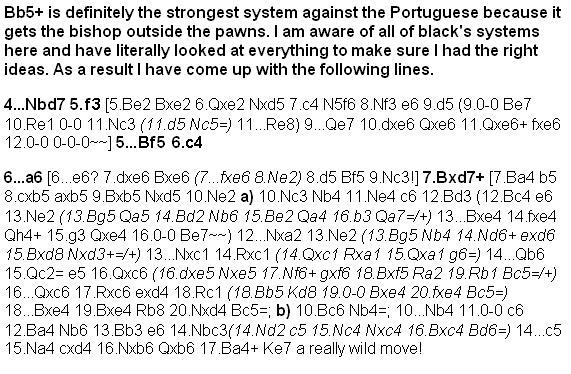 Bb5+ is definitely the strongest system against the Portuguese because it
gets the bishop outside the pawns. I am aware of all of black's systems
here and have literally looked at everything to make sure I had the right
ideas. As a result I have come up with the following lines.
4...Nbd7 5.f3 [5.Be2 Bxe2 6.Qxe2 Nxd5 7.c4 N5f6 8.Nf3 e6 9.d5 (9.0-0 Be7
10.Re1 0-0 11.Nc3 (11.d5 Nc5=) 11...Re8) 9...Qe7 10.dxe6 Qxe6 11.Qxe6+ fxe6
12.0-0 0-0-0~~] 5...Bf5 6.c4
6...a6 [6...e6? 7.dxe6 Bxe6 (7...fxe6 8.Ne2) 8.d5 Bf5 9.Nc3!] 7.Bxd7+ [7.Ba4 b5
8.cxb5 axb5 9.Bxb5 Nxd5 10.Ne2 a) 10.Nc3 Nb4 11.Ne4 c6 12.Bd3 (12.Bc4 e6
13.Ne2 (13.Bg5 Qa5 14.Bd2 Nb6 15.Be2 Qa4 16.b3 Qa7=/+) 13...Bxe4 14.fxe4
Qh4+ 15.g3 Qxe4 16.0-0 Be7~~) 12...Nxa2 13.Ne2 (13.Bg5 Nb4 14.Nd6+ exd6
15.Bxd8 Nxd3+=/+) 13...Nxc1 14.Rxc1 (14.Qxc1 Rxa1 15.Qxa1 g6=) 14...Qb6
15.Qc2= e5 16.Qxc6 (16.dxe5 Nxe5 17.Nf6+ gxf6 18.Bxf5 Ra2 19.Rb1 Bc5=/+)
16...Qxc6 17.Rxc6 exd4 18.Rc1 (18.Bb5 Kd8 19.0-0 Bxe4 20.fxe4 Bc5=)
18...Bxe4 19.Bxe4 Rb8 20.Nxd4 Bc5=; b) 10.Bc6 Nb4=; 10...Nb4 11.0-0 c6
12.Ba4 Nb6 13.Bb3 e6 14.Nbc3(14.Nd2 c5 15.Nc4 Nxc4 16.Bxc4 Bd6=) 14...c5
15.Na4 cxd4 16.Nxb6 Qxb6 17.Ba4+ Ke7 a really wild move!